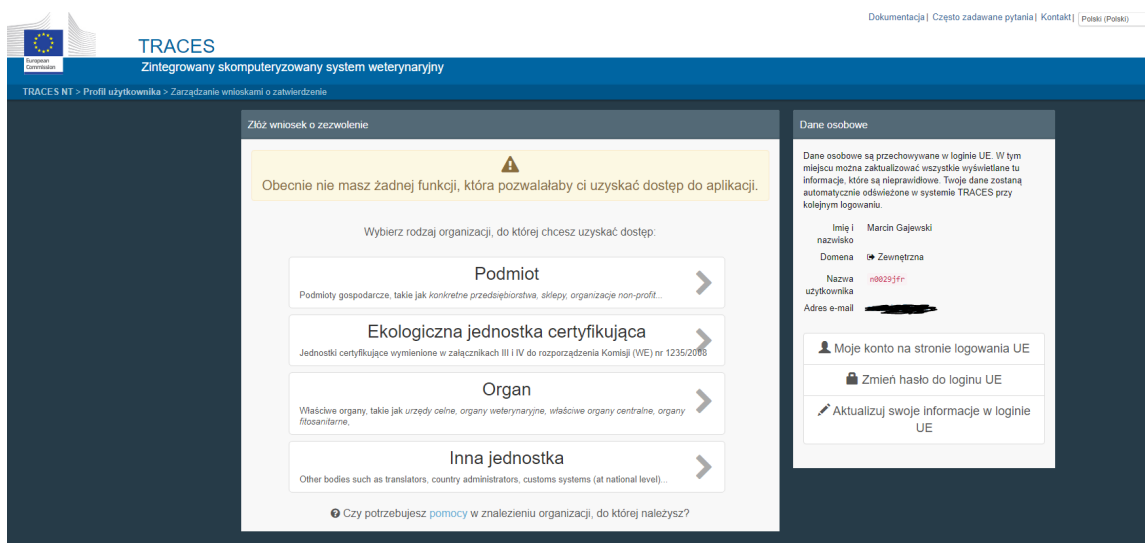 Dokumentacja| Często zadawane pytania| Kontakt| Polski (Polski)
European
Commission
TRACES
Zintegrowany skomputeryzowany system weterynaryjny
TRACES NT > Profil użytkownika > Zarządzanie wnioskami o zatwierdzenie
Złóż wniosek o zezwolenie
Obecnie nie masz żadnej funkcji, która pozwalałaby ci uzyskać dostęp do aplikacji.
Wybierz rodzaj organizacji, do której chcesz uzyskać dostęp:
Podmiot
Podmioty gospodarcze, takie jak konkretne przedsiębiorstwa, sklepy, organizacje non-profit...
Ekologiczna jednostka certyfikująca
Jednostki certyfikujące wymienione w załącznikach III i IV do rozporządzenia Komisji (WE) nr 1235/2008
Organ
Właściwe organy, takie jak urzędy celne, organy weterynaryjne, właściwe organy centralne, organy
fitosanitarne,
Inna jednostka
Other bodies such as translators, country administrators, customs systems (at national level)...
Czy potrzebujesz pomocy w znalezieniu organizacji, do której należysz?
Dane osobowe
Dane osobowe są przechowywane w loginie UE. W tym
miejscu można zaktualizować wszystkie wyświetlane tu
informacje, które są nieprawidłowe. Twoje dane zostaną
automatycznie odświeżone w systemie TRACES przy
kolejnym logowaniu.
Imię i Marcin Gajewski
nazwisko
Domena Zewnętrzna
Nazwa n0029jfr
użytkownika
Adres e-mail
Moje konto na stronie logowania UE
Zmień hasło do loginu UE
Aktualizuj swoje informacje w loginie
UE